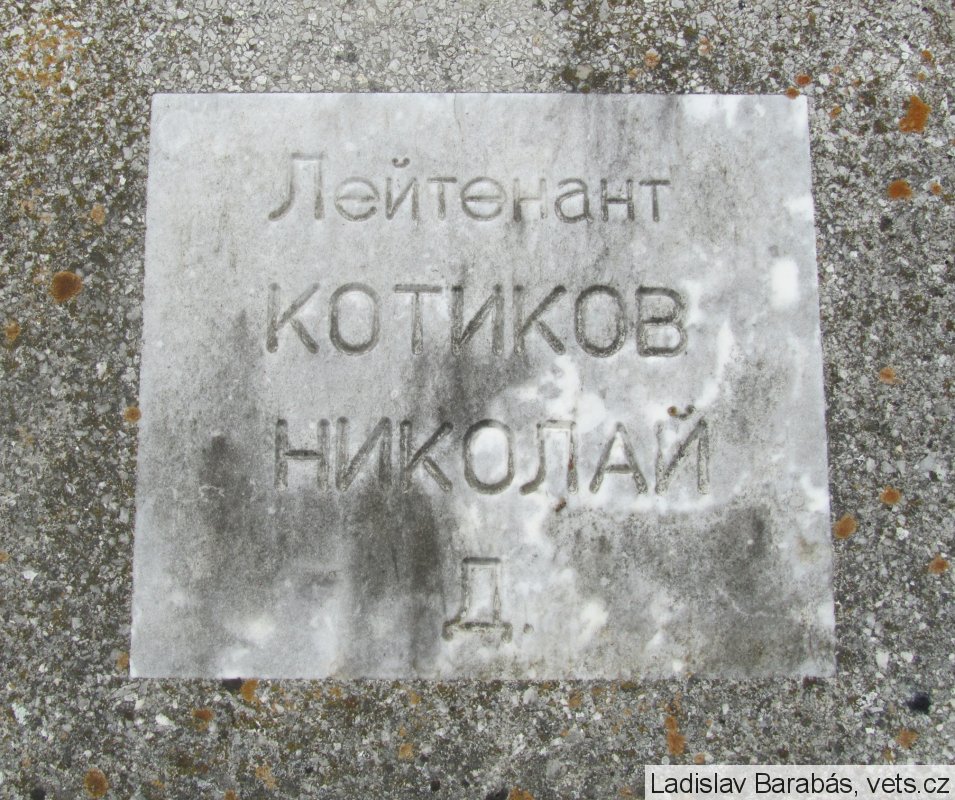 Лейтенант
КОТИКОВ
НИКОЛАЙ
Д.
Ladislav Barabás, vets.cz